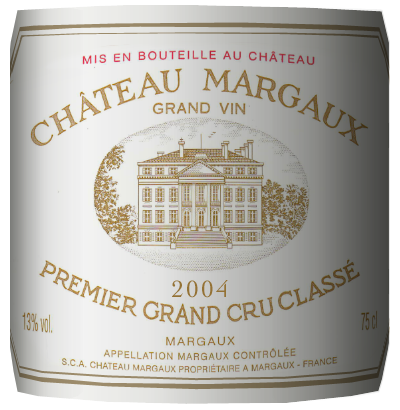 MIS EN BOUTEILLE AU CHÂTEAU
CHÂTEAU MARGAUX
GRAND VIN
2004
PREMIER GRAND CRU CLASSÉ
13% vol.
75 cl
MARGAUX
APPELLATION MARGAUX CONTRÔLÉE
S.C.A. CHATEAU MARGAUX PROPRIÉTAIRE A MARGAUX - FRANCE